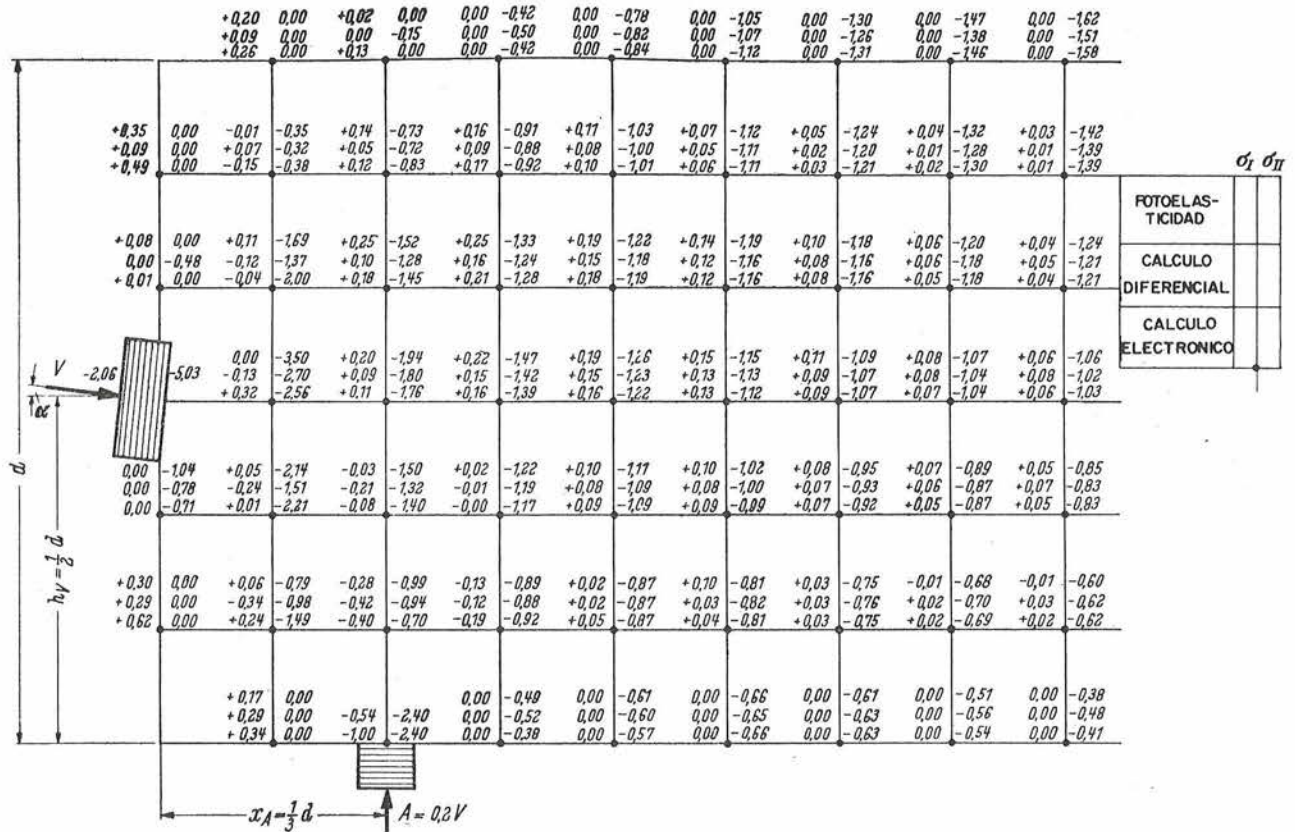 +0,20 0,00 +0,02 0,00 0,00 -0,42 0,00 -0,78 0,00 -1,05 0,00 -1,30 0,00 -1,47 0,00 -1,62
+0,09 0,00 0,00 -0,15 0,00 -0,50 0,00 -0,82 0,00 -1,07 0,00 -1,26 0,00 -1,38 0,00 -1,51
+0,26 0,00 +0,13 0,00 0,00 -0,42 0,00 -0,84 0,00 -1,12 0,00 -1,31 0,00 -1,46 0,00 -1,58
+0,35 0,00 -0,01 -0,35 +0,14 -0,73 +0,16 -0,91 +0,11 -1,03 +0,07 -1,12 +0,05 -1,24 +0,04 -1,32 +0,03 -1,42
+0,09 0,00 +0,07 -0,32 +0,05 -0,72 +0,09 -0,88 +0,08 -1,00 +0,05 -1,11 +0,02 -1,20 +0,01 -1,28 +0,01 -1,39
+0,49 0,00 -0,15 -0,38 +0,12 -0,83 +0,17 -0,92 +0,10 -1,01 +0,06 -1,11 +0,03 -1,21 +0,02 -1,30 +0,01 -1,39
σI σII
FOTOELAS-
TICIDAD
+0,08 0,00 +0,11 -1,69 +0,25 -1,52 +0,25 -1,33 +0,19 -1,22 +0,14 -1,19 +0,10 -1,18 +0,06 -1,20 +0,04 -1,24
0,00 -0,48 -0,12 -1,37 +0,10 -1,28 +0,16 -1,24 +0,15 -1,18 +0,12 -1,16 +0,08 -1,16 +0,06 -1,18 +0,05 -1,21
+0,01 0,00 -0,04 -2,00 +0,18 -1,45 +0,21 -1,28 +0,18 -1,19 +0,12 -1,16 +0,08 -1,16 +0,05 -1,18 +0,04 -1,21
CALCULO
DIFERENCIAL
CALCULO
ELECTRONICO
0,00 -3,50 +0,20 -1,94 +0,22 -1,47 +0,19 -1,26 +0,15 -1,15 +0,11 -1,09 +0,08 -1,07 +0,06 -1,06
V -2,06 -5,03 -0,13 -2,70 +0,09 -1,80 +0,15 -1,42 +0,15 -1,23 +0,13 -1,13 +0,09 -1,07 +0,08 -1,04 +0,08 -1,02
+0,32 -2,56 +0,11 -1,76 +0,16 -1,39 +0,16 -1,22 +0,13 -1,12 +0,09 -1,07 +0,07 -1,04 +0,06 -1,03
α
d
0,00 -1,04 +0,05 -2,14 -0,03 -1,50 +0,02 -1,22 +0,10 -1,11 +0,10 -1,02 +0,08 -0,95 +0,07 -0,89 +0,05 -0,85
0,00 -0,78 -0,24 -1,51 -0,21 -1,32 -0,01 -1,19 +0,08 -1,09 +0,08 -1,00 +0,07 -0,93 +0,06 -0,87 +0,07 -0,83
0,00 -0,71 +0,01 -2,21 -0,08 -1,40 -0,00 -1,17 +0,09 -1,09 +0,09 -0,99 +0,07 -0,92 +0,05 -0,87 +0,05 -0,83
hV = 1/2 d
+0,30 0,00 +0,06 -0,79 -0,28 -0,99 -0,13 -0,89 +0,02 -0,87 +0,10 -0,81 +0,03 -0,75 -0,01 -0,68 -0,01 -0,60
+0,29 0,00 -0,34 -0,98 -0,42 -0,94 -0,12 -0,88 +0,02 -0,87 +0,03 -0,82 +0,03 -0,76 +0,02 -0,70 +0,03 -0,62
+0,62 0,00 +0,24 -1,49 -0,40 -0,70 -0,19 -0,92 +0,05 -0,87 +0,04 -0,81 +0,03 -0,75 +0,02 -0,69 +0,02 -0,62
+0,17 0,00 0,00 -0,49 0,00 -0,61 0,00 -0,66 0,00 -0,61 0,00 -0,51 0,00 -0,38
+0,29 0,00 -0,54 -2,40 0,00 -0,52 0,00 -0,60 0,00 -0,65 0,00 -0,63 0,00 -0,56 0,00 -0,48
+0,34 0,00 -1,00 -2,40 0,00 -0,38 0,00 -0,57 0,00 -0,66 0,00 -0,63 0,00 -0,54 0,00 -0,41
xA = 1/3 d A = 0,2 V